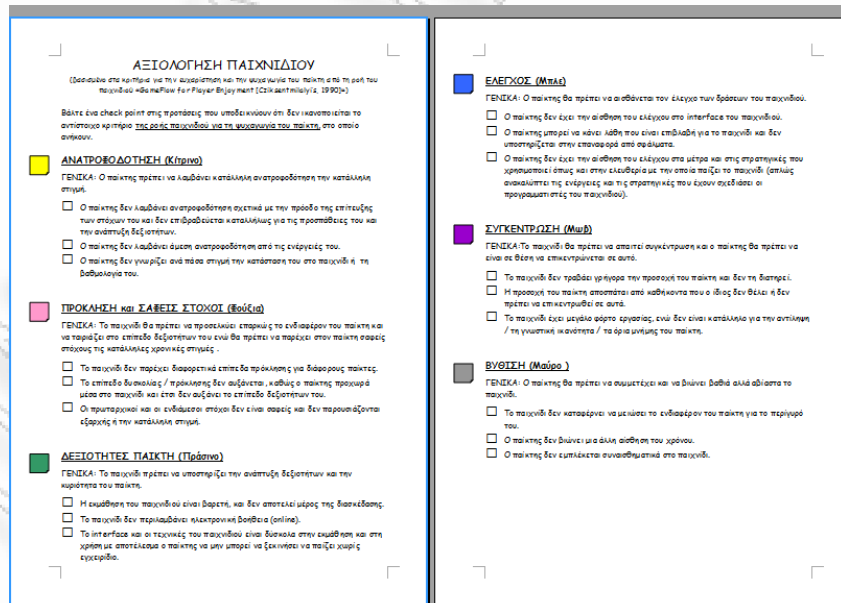 ΑΞΙΟΛΟΓΗΣΗ ΠΑΙΧΝΙΔΙΟΥ
(βασισμένο στα κριτήρια για την ευχαρίστηση και την ψυχαγωγία του παίκτη από τη ροή του
παιχνιδιού «GameFlow for Player Enjoyment [Cziksentmilalyis, 1990]»)
Βάλτε ένα check point στις προτάσεις που υποδεικνύουν ότι δεν ικανοποιείται το
αντίστοιχο κριτήριο της ροής παιχνιδιού για τη ψυχαγωγία του παίκτη, στο οποίο
ανήκουν.
ΑΝΑΤΡΟΦΟΔΟΤΗΣΗ (Κίτρινο)
ΓΕΝΙΚΑ: Ο παίκτης πρέπει να λαμβάνει κατάλληλη ανατροφοδότηση την κατάλληλη
στιγμή.
Ο παίκτης δεν λαμβάνει ανατροφοδότηση σχετικά με την πρόοδο της επίτευξης
των στόχων του και δεν επιβραβεύεται καταλλήλως για τις προσπάθειες του και
την ανάπτυξη δεξιοτήτων.
Ο παίκτης δεν λαμβάνει άμεση ανατροφοδότηση από τις ενέργειές του.
Ο παίκτης δεν γνωρίζει ανά πάσα στιγμή την κατάσταση του στο παιχνίδι ή τη
βαθμολογία του.
ΠΡΟΚΛΗΣΗ και ΣΑΦΕΙΣ ΣΤΟΧΟΙ (Φούξια)
ΓΕΝΙΚΑ: Το παιχνίδι θα πρέπει να προσελκύει επαρκώς το ενδιαφέρον του παίκτη και
να ταιριάζει στο επίπεδο δεξιοτήτων του ενώ θα πρέπει να παρέχει στον παίκτη σαφείς
στόχους τις κατάλληλες χρονικές στιγμές .
Το παιχνίδι δεν παρέχει διαφορετικά επίπεδα πρόκλησης για διάφορους παίκτες.
Το επίπεδο δυσκολίας / πρόκλησης δεν αυξάνεται, καθώς ο παίκτης προχωρά
μέσα στο παιχνίδι και έτσι δεν αυξάνει το επίπεδο δεξιοτήτων του.
Οι πρωταρχικοί και οι ενδιάμεσοι στόχοι δεν είναι σαφείς και δεν παρουσιάζονται
εξαρχής ή την κατάλληλη στιγμή.
ΔΕΞΙΟΤΗΤΕΣ ΠΑΙΚΤΗ (Πράσινο)
ΓΕΝΙΚΑ: Το παιχνίδι πρέπει να υποστηρίζει την ανάπτυξη δεξιοτήτων και την
κυριότητα του παίκτη.
Η εκμάθηση του παιχνιδιού είναι βαρετή, και δεν αποτελεί μέρος της διασκέδασης.
Το παιχνίδι δεν περιλαμβάνει ηλεκτρονική βοήθεια (online).
Το interface και οι τεχνικές του παιχνιδιού είναι δύσκολα στην εκμάθηση και στη
χρήση με αποτέλεσμα ο παίκτης να μην μπορεί να ξεκινήσει να παίζει χωρίς
εγχειρίδιο.
ΕΛΕΓΧΟΣ (Μπλε)
ΓΕΝΙΚΑ: Ο παίκτης θα πρέπει να αισθάνεται τον έλεγχο των δράσεων του παιχνιδιού.
Ο παίκτης δεν έχει την αίσθηση του ελέγχου στο interface του παιχνιδιού.
Ο παίκτης μπορεί να κάνει λάθη που είναι επιβλαβή για το παιχνίδι και δεν
υποστηρίζεται στην επαναφορά από σφάλματα.
Ο παίκτης δεν έχει την αίσθηση του ελέγχου στα μέτρα και στις στρατηγικές που
χρησιμοποιεί όπως και στην ελευθερία με την οποία παίζει το παιχνίδι (απλώς
ανακαλύπτει τις ενέργειες και τις στρατηγικές που έχουν σχεδιάσει οι
προγραμματιστές του παιχνιδιού).
ΣΥΓΚΕΝΤΡΩΣΗ (Μωβ)
ΓΕΝΙΚΑ:Το παιχνίδι θα πρέπει να απαιτεί συγκέντρωση και ο παίκτης θα πρέπει να
είναι σε θέση να επικεντρώνεται σε αυτό.
Το παιχνίδι δεν τραβάει γρήγορα την προσοχή του παίκτη και δεν τη διατηρεί.
Η προσοχή του παίκτη αποσπάται από καθήκοντα που ο ίδιος δεν θέλει ή δεν
πρέπει να επικεντρωθεί σε αυτά.
Το παιχνίδι έχει μεγάλο φόρτο εργασίας, ενώ δεν είναι κατάλληλο για την αντίληψη
/ τη γνωστική ικανότητα / τα όρια μνήμης του παίκτη.
ΒΥΘΙΣΗ (Μαύρο )
ΓΕΝΙΚΑ: Ο παίκτης θα πρέπει να συμμετέχει και να βιώνει βαθιά αλλά αβίαστα το
παιχνίδι.
Το παιχνίδι δεν καταφέρνει να μειώσει το ενδιαφέρον του παίκτη για το περίγυρό
του.
Ο παίκτης δεν βιώνει μια άλλη αίσθηση του χρόνου.
Ο παίκτης δεν εμπλέκεται συναισθηματικά στο παιχνίδι.